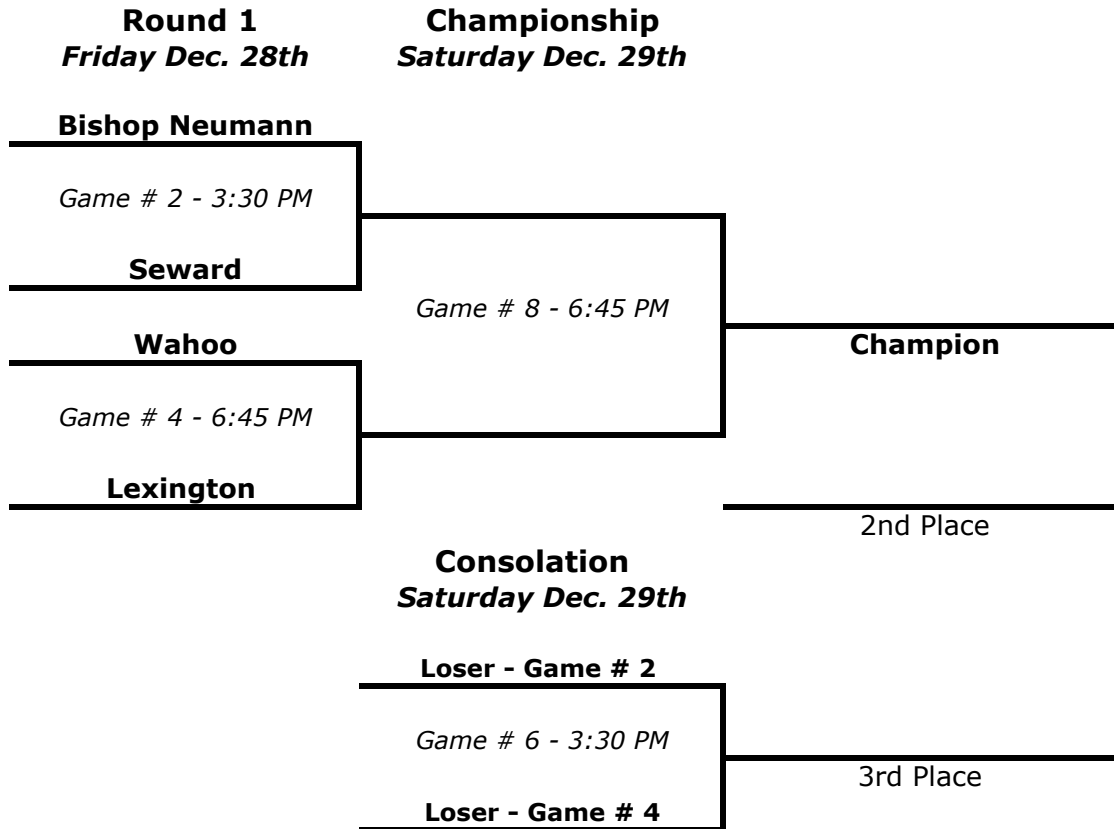 Round 1
Friday Dec. 28th
Championship
Saturday Dec. 29th
Bishop Neumann
Game # 2 - 3:30 PM
Seward
Game # 8 - 6:45 PM
Wahoo
Champion
Game # 4 - 6:45 PM
Lexington
2nd Place
Consolation
Saturday Dec. 29th
Loser - Game # 2
Game # 6 - 3:30 PM
3rd Place
Loser - Game # 4